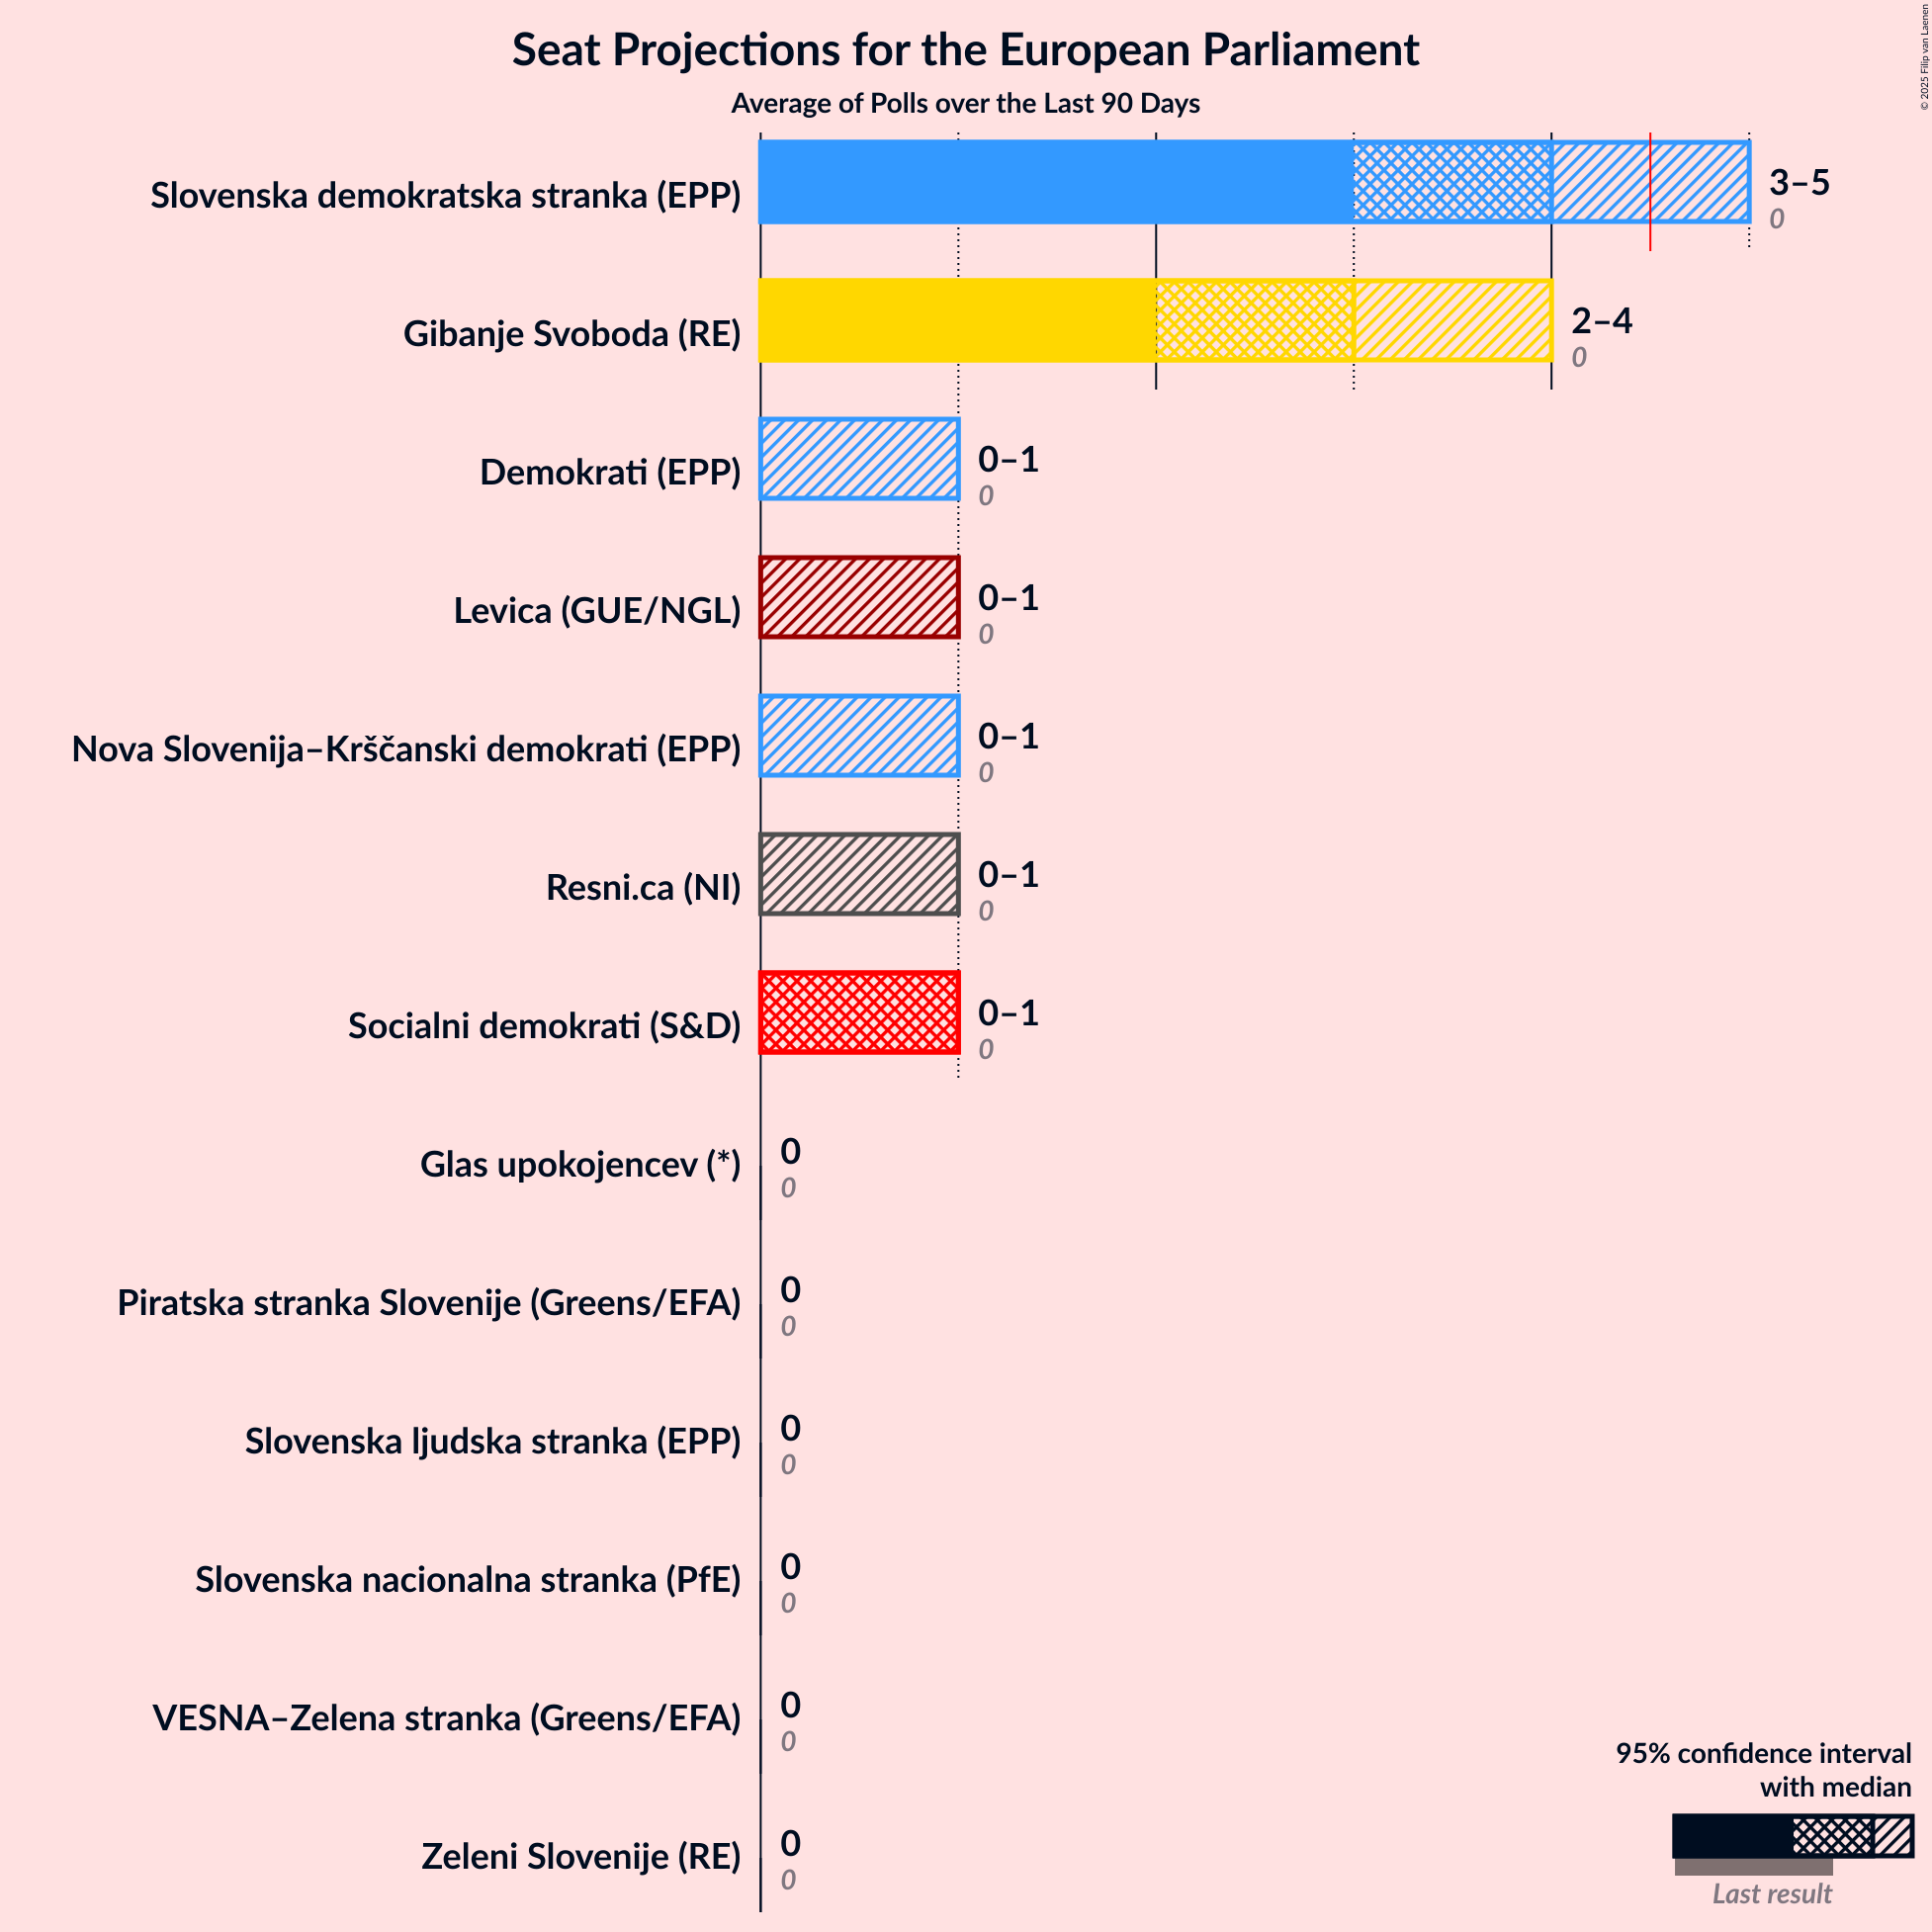 Seat Projections for the European Parliament
Average of Polls over the Last 90 Days
© 2025 Filip van Laenen
Slovenska demokratska stranka (EPP)
3–5
0
Gibanje Svoboda (RE)
2–4
0
Demokrati (EPP)
0–1
0
Levica (GUE/NGL)
0–1
0
Nova Slovenija–Krščanski demokrati (EPP)
0–1
0
Resni.ca (NI)
0–1
0
Socialni demokrati (S&D)
0–1
0
Glas upokojencev (*)
0
0
Piratska stranka Slovenije (Greens/EFA)
0
0
Slovenska ljudska stranka (EPP)
0
0
Slovenska nacionalna stranka (PfE)
0
0
VESNA–Zelena stranka (Greens/EFA)
0
0
Zeleni Slovenije (RE)
0
0
95% confidence interval
with median
Last result